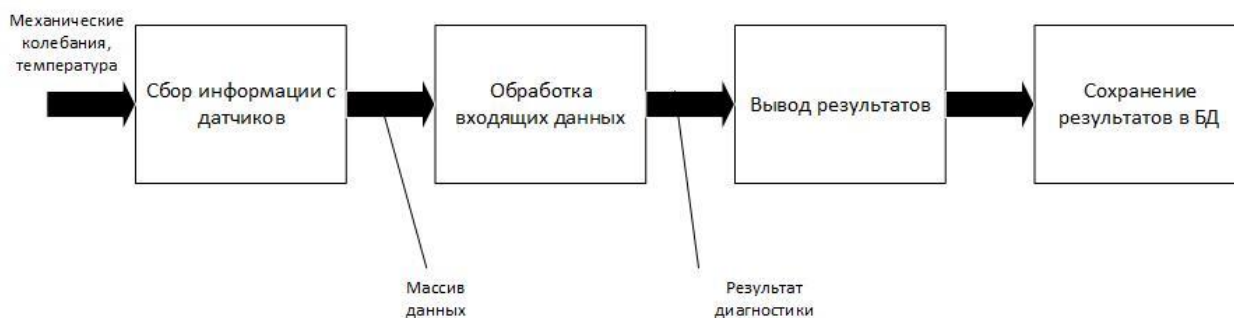 Механические
колебания,
температура
Сбор информации с
датчиков
Обработка
входящих данных
Вывод результатов
Сохранение
результатов в БД
Массив
данных
Результат
диагностики